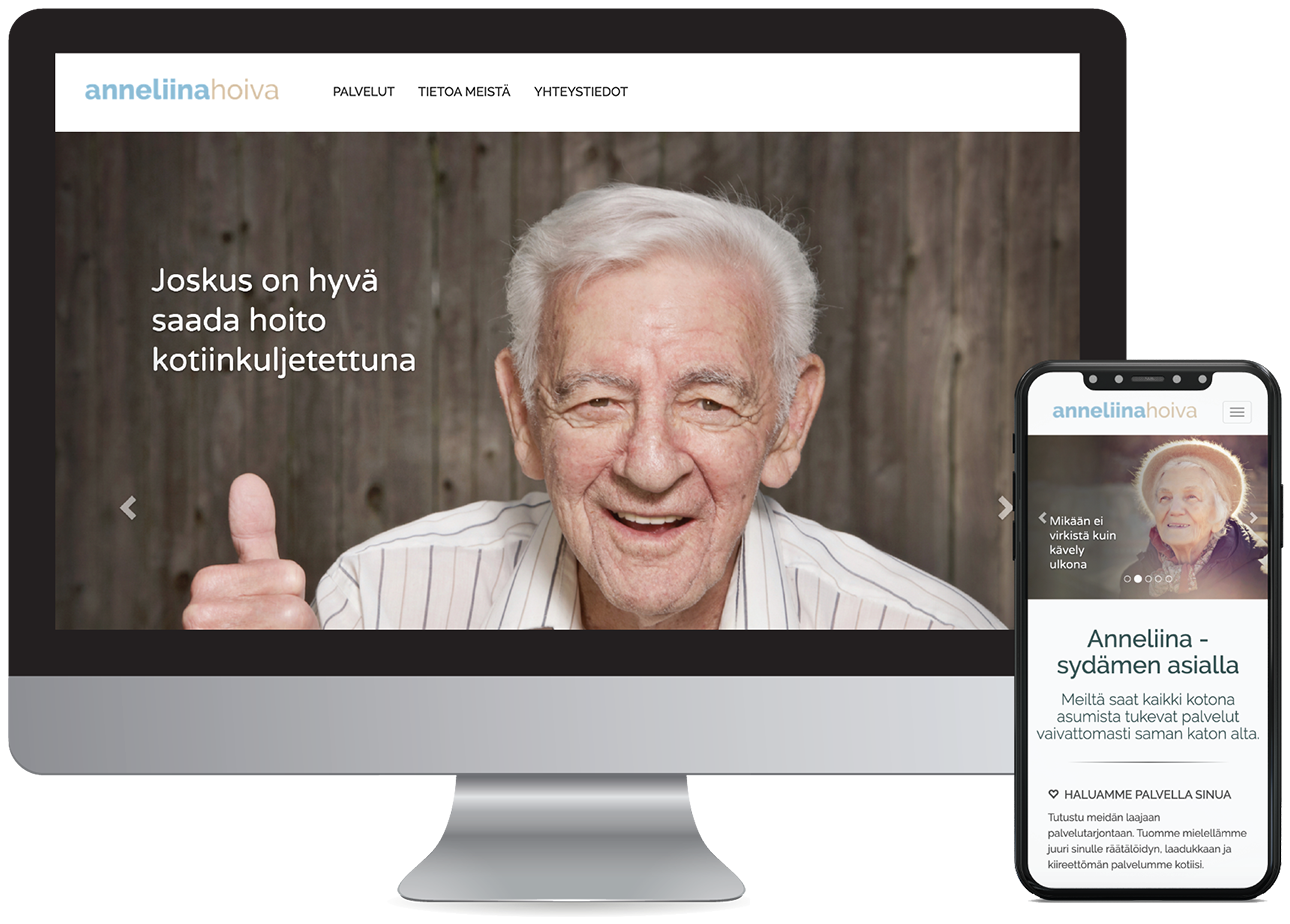 anneliinahoiva
PALVELUT TIETOA MEISTÄ YHTEYSTIEDOT
Joskus on hyvä
saada hoito
kotiinkuljetettuna
anneliinahoiva
Mikään ei
virkistä kuin
kävely
ulkona
Anneliina -
sydämen asialla
Meiltä saat kaikki kotona
asumista tukevat palvelut
vaivattomasti saman katon alta.
HALUAMME PALVELLA SINUA
Tutustu meidän laajaan
palvelutarjontaan. Tuomme mielellämme
juuri sinulle räätälöidyn, laadukkaan ja
kiireettömän palvelumme kotiisi.